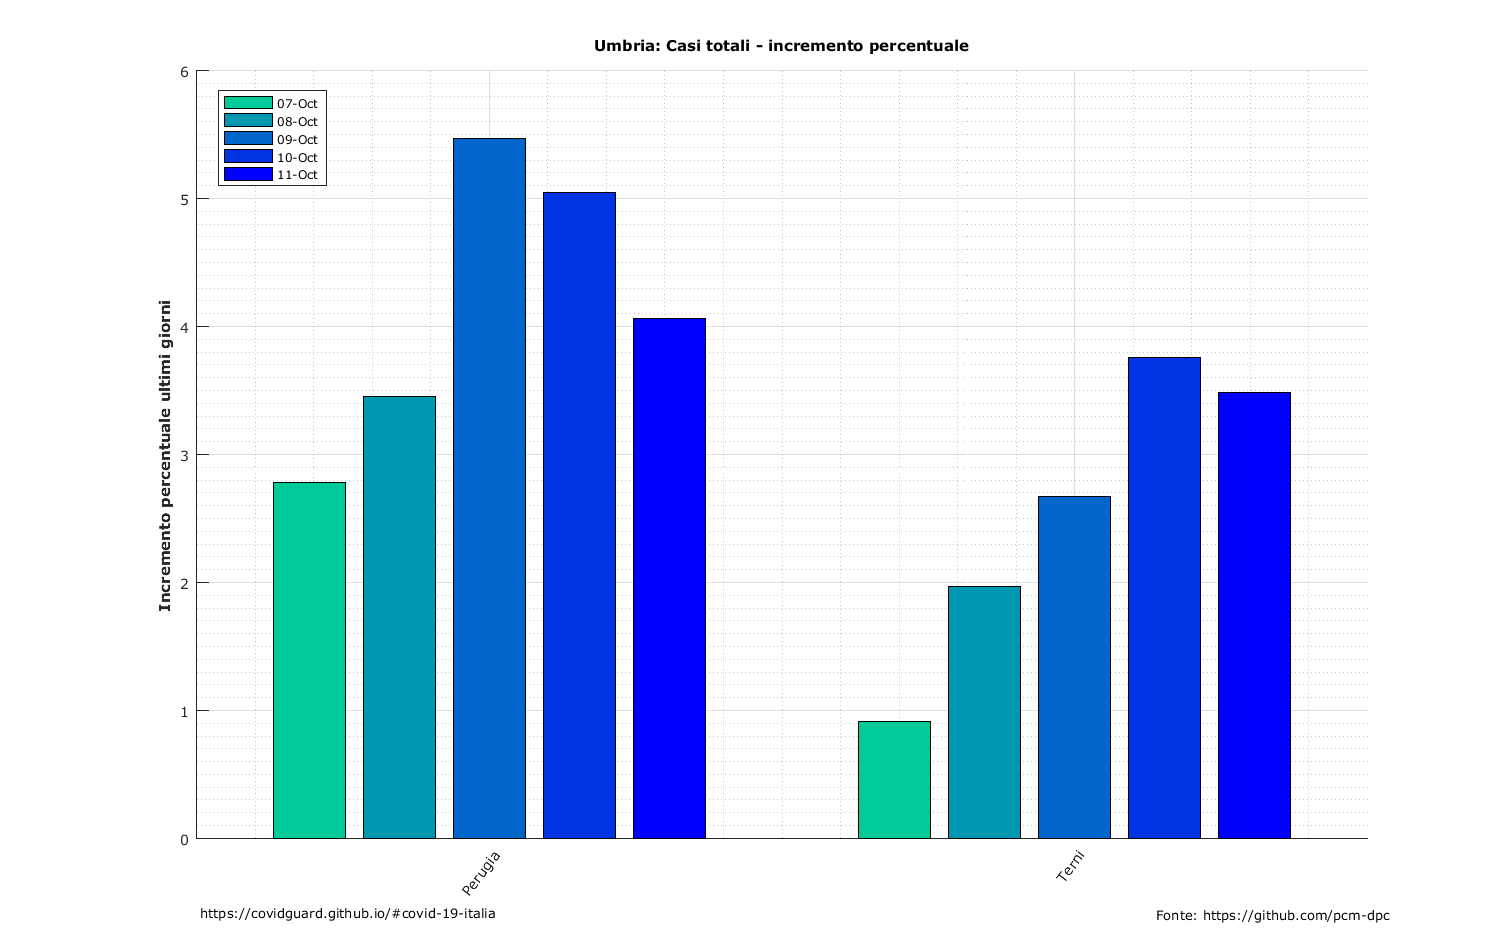 Umbria: Casi totali - incremento percentuale
6
07-Oct
08-Oct
09-Oct
10-Oct
11-Oct
5
4
3
2
1
0
Incremento percentuale ultimi giorni
Perugia
Terni
https://covidguard.github.io/#covid-19-italia
Fonte: https://github.com/pcm-dpc